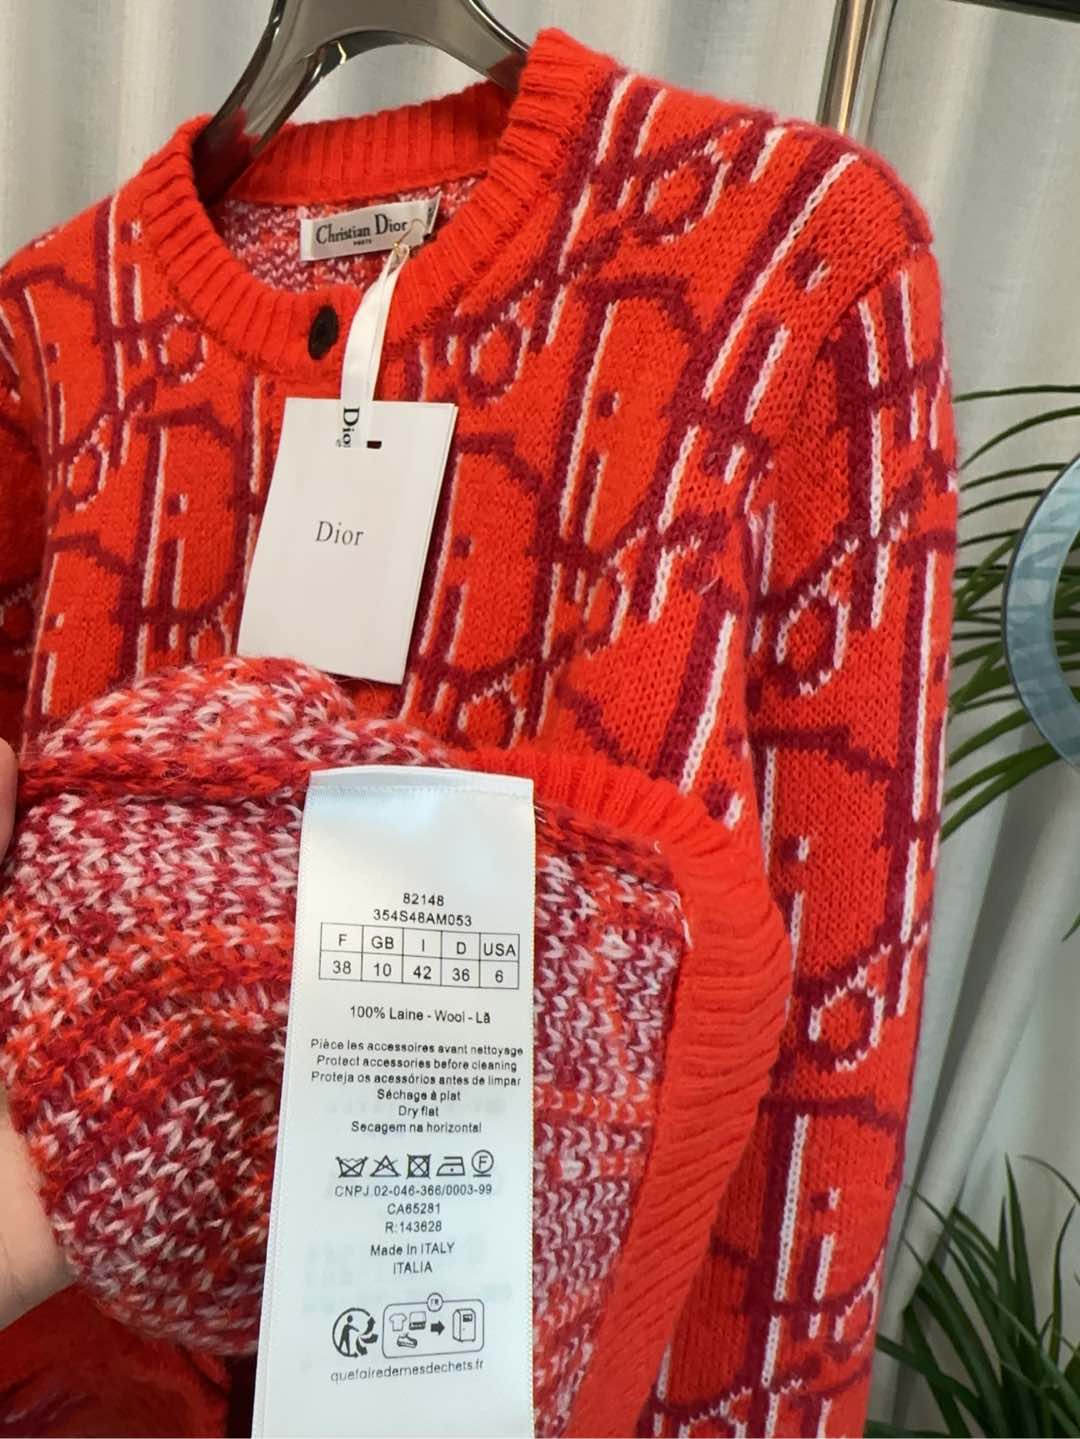 Christian Dior
PARIS
Dior
Dior
82148
354S48AM053
F GB I D USA
38 10 42 36 6
100% Laine - Wool - Lã
Pièce les accessoires avant nettoyage
Protect accessories before cleaning
Proteja os acessórios antes de limpar
Séchage à plat
Dry flat
Secagem na horizontal
F
CNPJ.02-046-366/0003-99
CA65281
R:143628
Made in ITALY
ITALIA
FR
quefairedemesdechets.fr